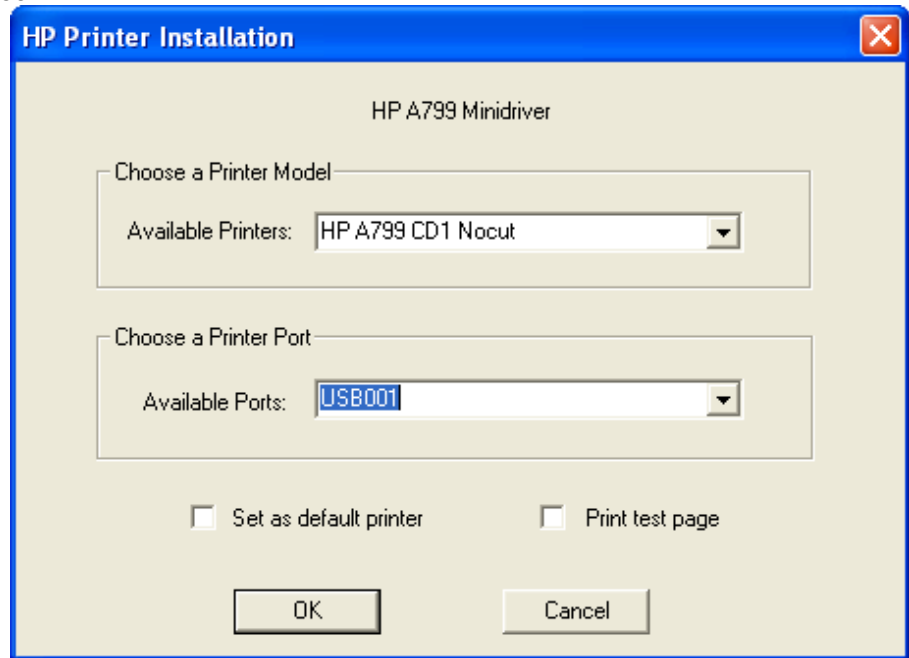 HP Printer Installation
HP A799 Minidriver
Choose a Printer Model
Available Printers: HP A799 CD1 Nocut
Choose a Printer Port
Available Ports: USB001
Set as default printer Print test page
OK Cancel